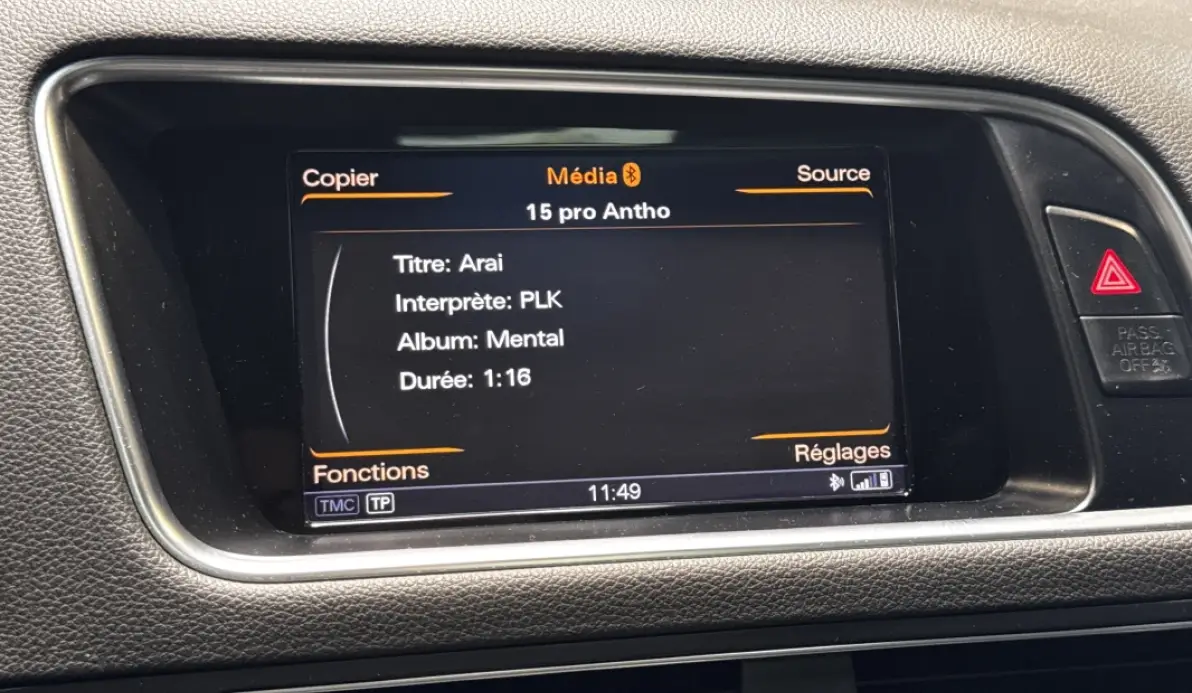 Copier
Média
Source
15 pro Antho
Titre: Arai
Interprète: PLK
Album: Mental
Durée: 1:16
Fonctions
Réglages
TMC TP
11:49
PASS.
AIRBAG
OFF